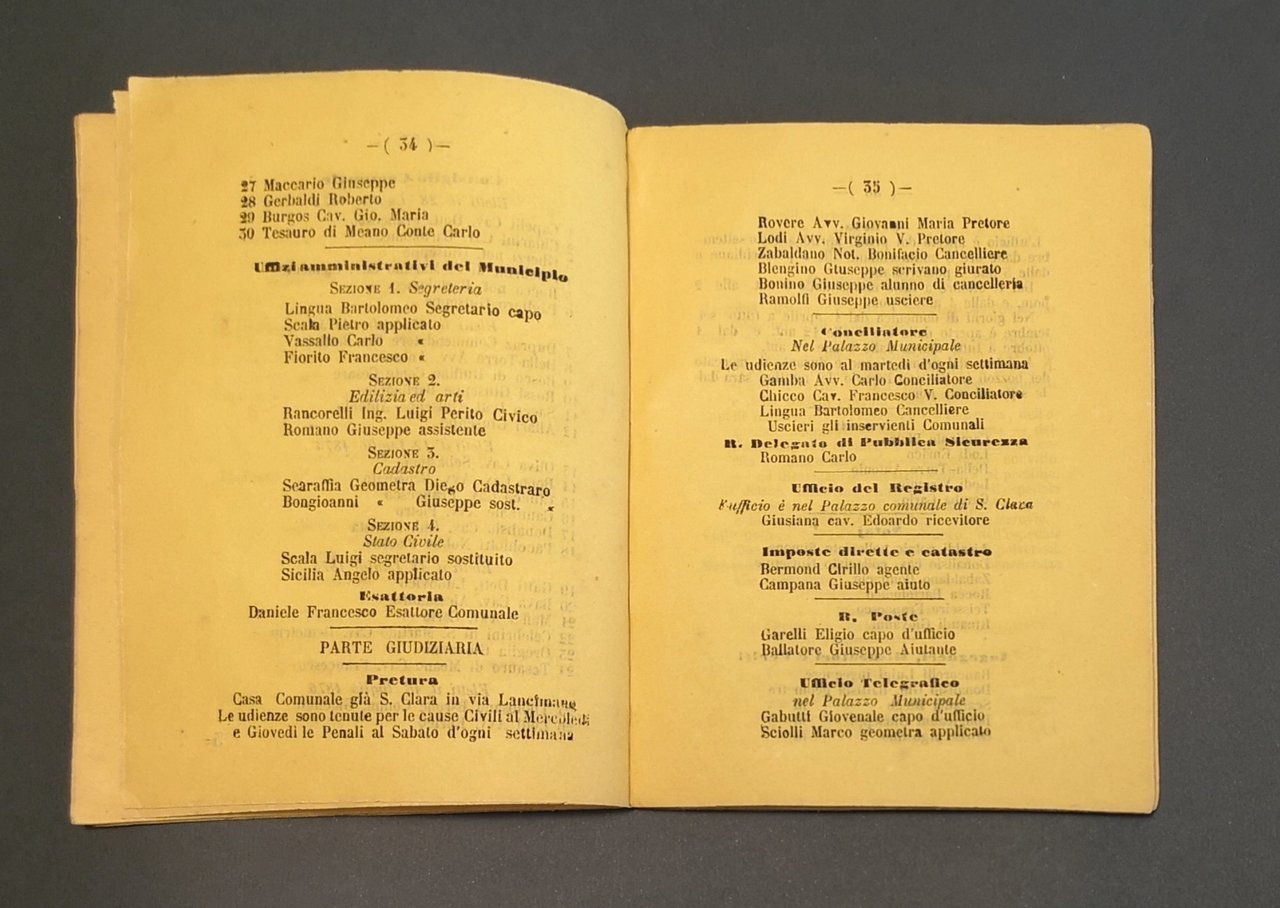 —( 34 )—
27 Maccario Giuseppe
28 Gerbaldi Roberto
29 Burgos Cav. Gio. Maria
30 Tesauro di Meano Conte Carlo
Uffizi amministrativi del Municipio
SEZIONE 1. Segreteria
Lingua Bartolomeo Segretario capo
Scala Pietro applicato
Vassallo Carlo «
Fiorito Francesco «
SEZIONE 2.
Edilizia ed arti
Rancorelli Ing. Luigi Perito Civico
Romano Giuseppe assistente
SEZIONE 3.
Cadastro
Searaffia Geometra Diego Cadastraro
Bongioanni « Giuseppe sost. «
SEZIONE 4.
Stato Civile
Scala Luigi segretario sostituito
Sicilia Angelo applicato
Esattoria
Daniele Francesco Esattore Comunale
PARTE GIUDIZIARIA
Pretura
Casa Comunale già S. Clara in via Lancimano
Le udienze sono tenute per le cause Civili al Mercoledi
e Giovedì le Penali al Sabato d'ogni settimana
—( 35 )—
Rovere Avv. Giovanni Maria Pretore
Lodi Avv. Virginio V. Pretore
Zabaldano Not. Bonifacio Cancelliere
Blengino Gtuseppe scrivano giurato
Bonino Giuseppe alunno di cancelleria
Ramolfi Giuseppe usciere
Conciliatore
Nel Palazzo Municipale
Le udienze sono al martedì d'ogni settimana
Gamba Avv. Carlo Conciliatore
Chicco Cav. Francesco V. Conciliatore
Lingua Bartolomeo Cancelliere
Uscieri gli inservienti Comunali
R. Delegato di Pubblica Sicurezza
Romano Carlo
Ufficio del Registro
L'ufficio è nel Palazzo comunale di S. Clara
Giusiana cav. Edoardo ricevitore
Imposte dirette e catastro
Bermond Cirillo agente
Campana Giuseppe aiuto
R. Poste
Garelli Eligio capo d'ufficio
Ballatore Giuseppe Aiutante
Ufficio Telegrafico
nel Palazzo Municipale
Gabutti Giovenale capo d'ufficio
Sciolli Marco geometra applicato